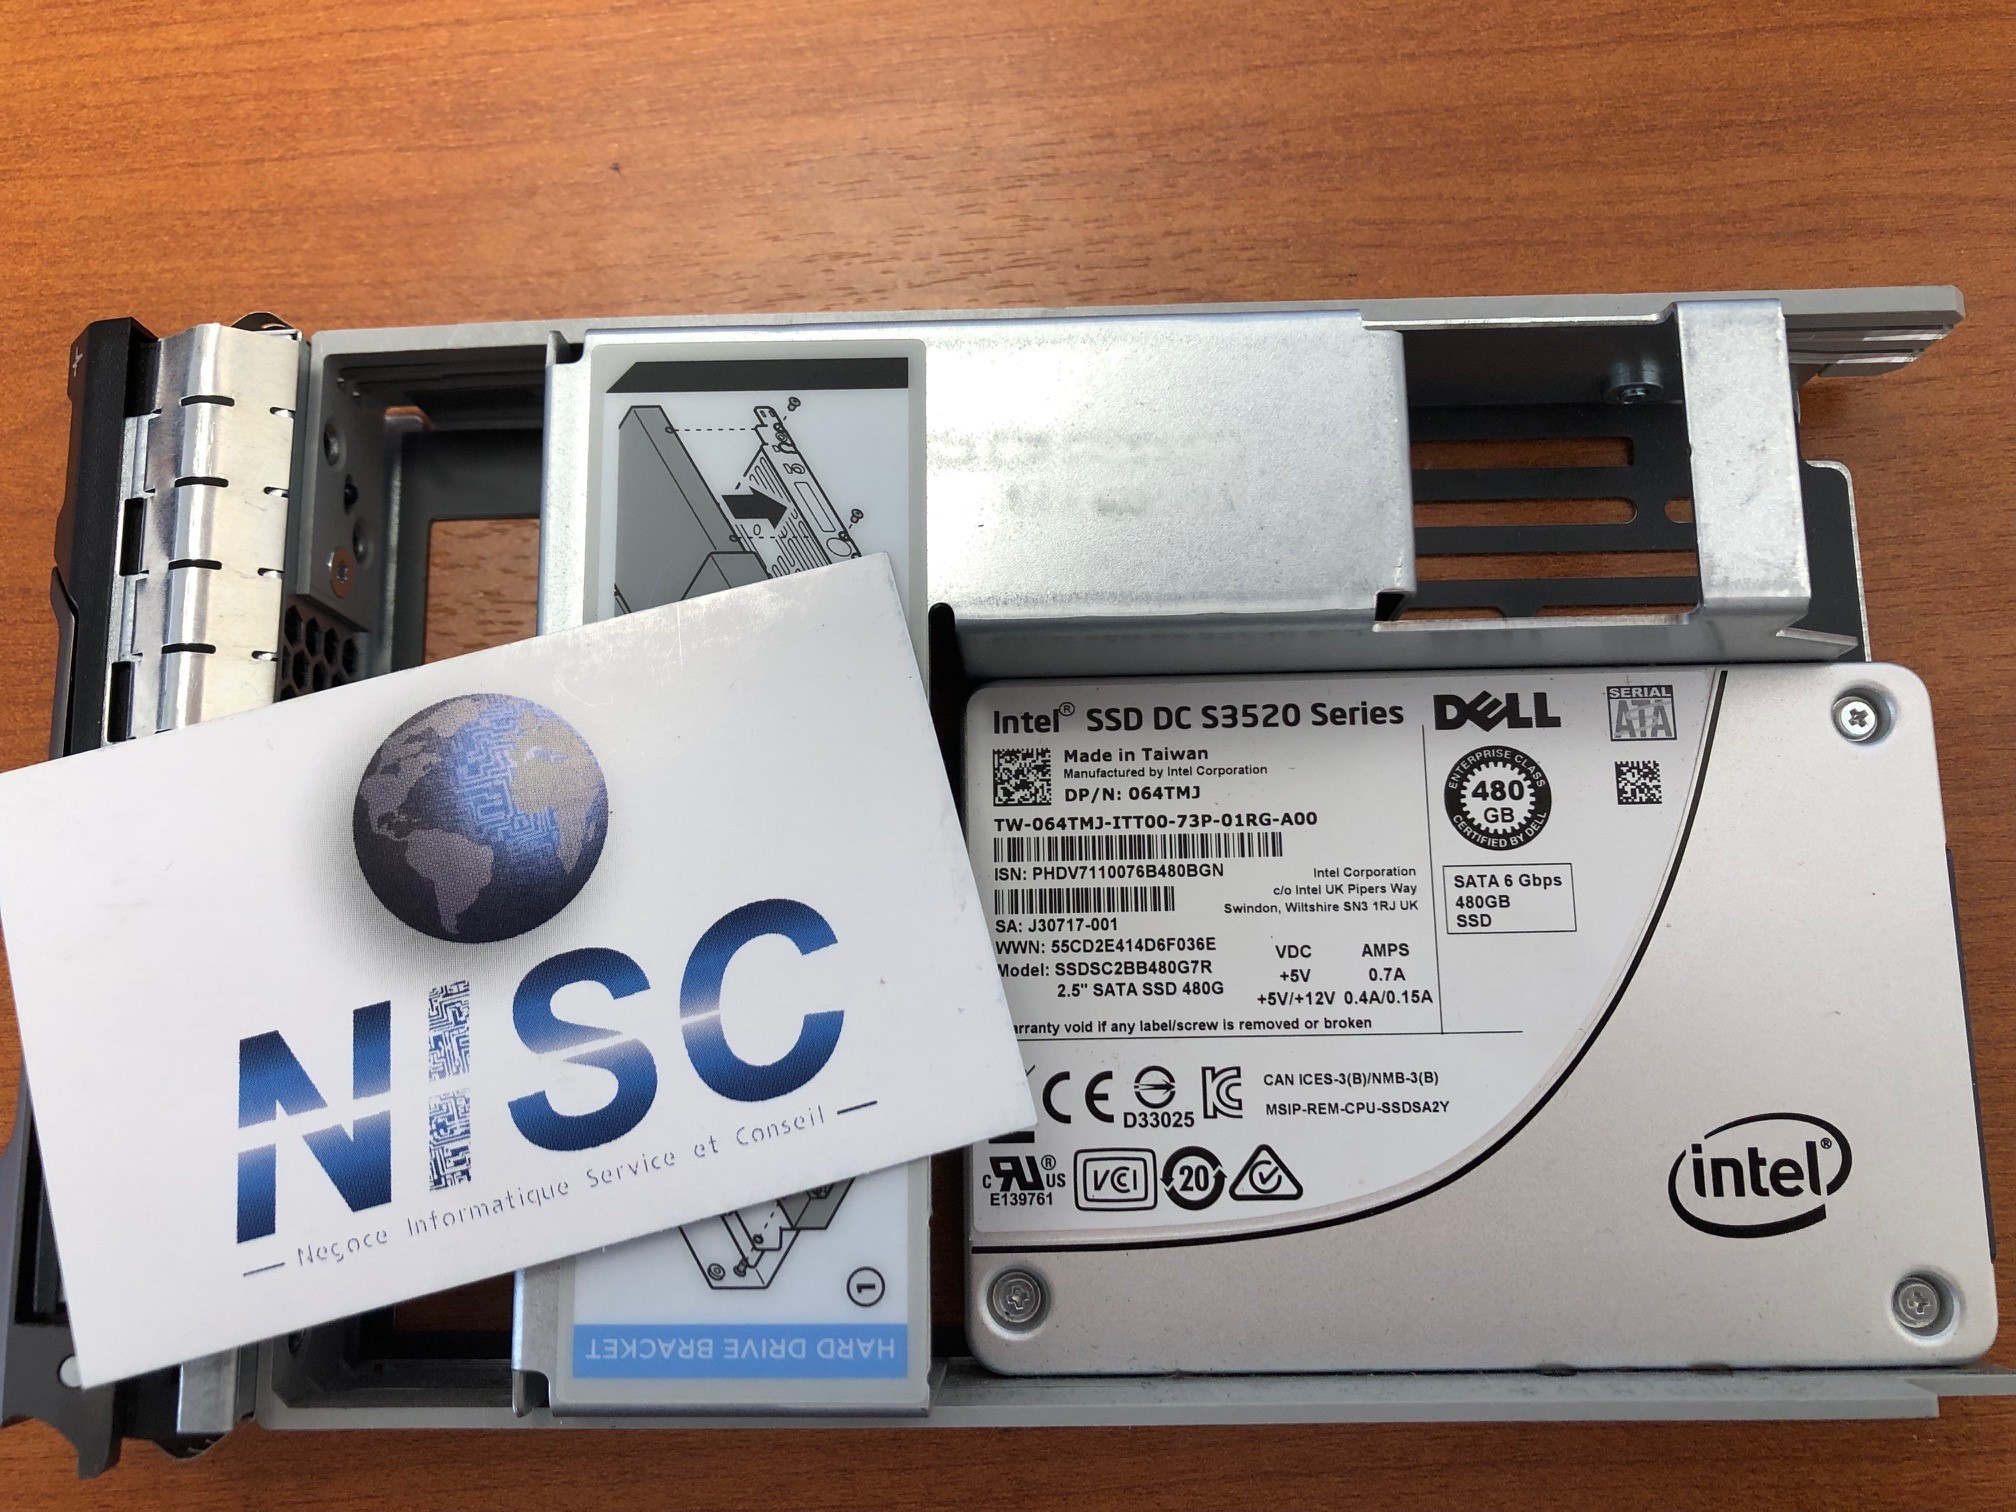 Intel® SSD DC S3520 Series
DELL
SERIAL
ATA
Made in Taiwan
Manufactured by Intel Corporation
DP/N: 064TMJ
TW-064TMJ-ITT00-73P-01RG-A00
ISN: PHDV7110076B480BGN
Intel Corporation
c/o Intel UK Pipers Way
Swindon, Wiltshire SN3 1RJ UK
SA: J30717-001
WWN: 55CD2E414D6F036E
Model: SSDSC2BB480G7R
2.5" SATA SSD 480G
VDC AMPS
+5V 0.7A
+5V/+12V 0.4A/0.15A
void if any label/screw is removed or broken
ENTERPRISE CLASS
480
GB
CERTIFIED BY DELL
SATA 6 Gbps
480GB
SSD
CE
D33025
CAN ICES-3(B)/NMB-3(B)
MSIP-REM-CPU-SSDSA2Y
c RU® US
E139761
VCI
20
intel®
NISC
Negoce Informatique Service et Conseil
1
HARD DRIVE BRACKET